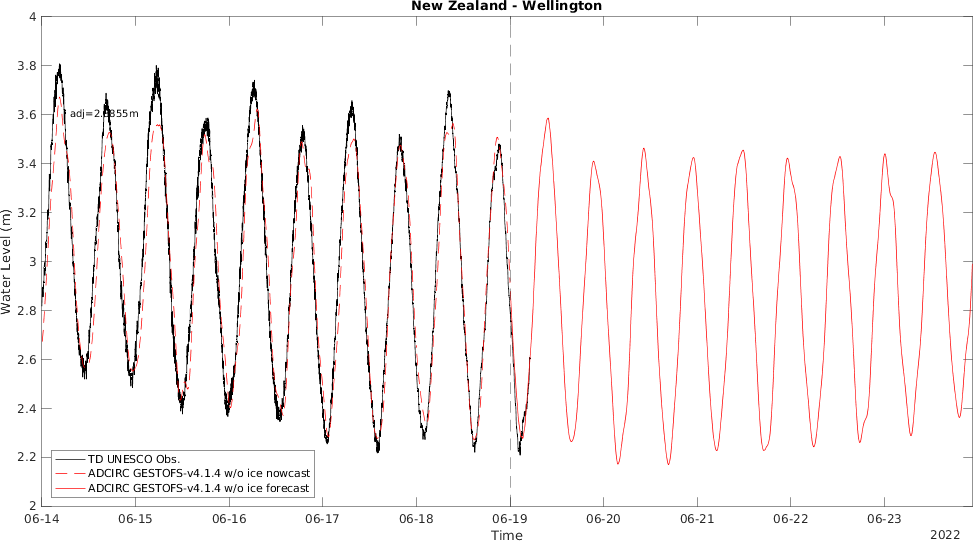 New Zealand - Wellington
Water Level (m)
4
3.8
3.6
3.4
3.2
3
2.8
2.6
2.4
2.2
2
TD UNESCO Obs.
ADCIRC GESTOFS-v4.1.4 w/o ice nowcast
ADCIRC GESTOFS-v4.1.4 w/o ice forecast
06-14 06-15 06-16 06-17 06-18 06-19 06-20 06-21 06-22 06-23
Time
2022